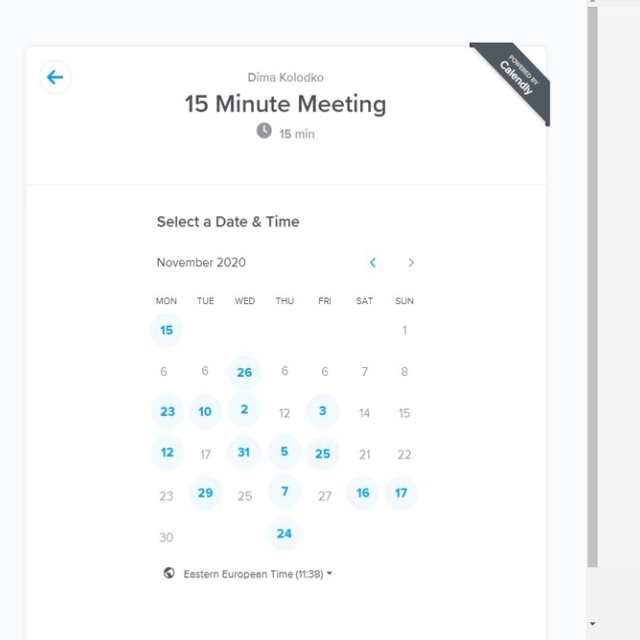 POWERED BY
Calendly
Dima Kolodko
15 Minute Meeting
15 min
Select a Date & Time
November 2020
MON TUE WED THU FRI SAT SUN
15 1
6 6 26 6 6 7 8
23 10 2 12 3 14 15
12 17 31 5 25 21 22
23 29 25 7 27 16 17
30 24
Eastern European Time (11:38)